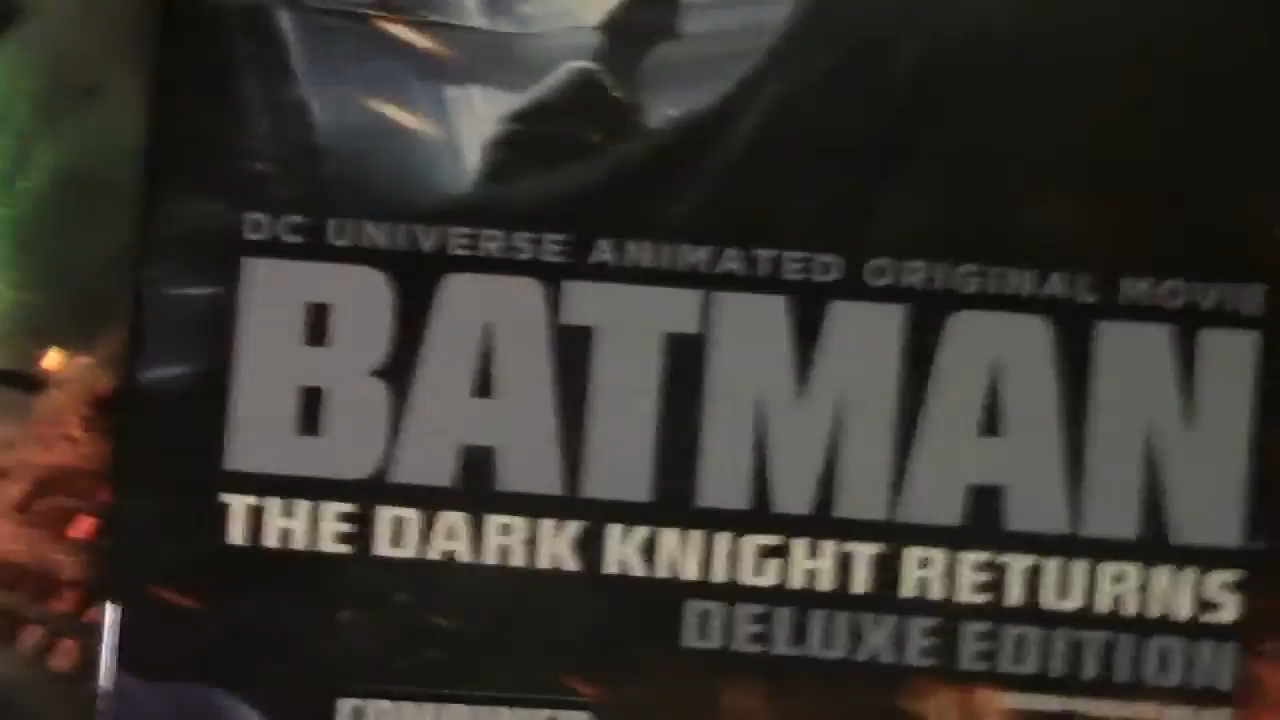 DC UNIVERSE ANIMATED ORIGINAL MOVIE
BATMAN
THE DARK KNIGHT RETURNS
DELUXE EDITION